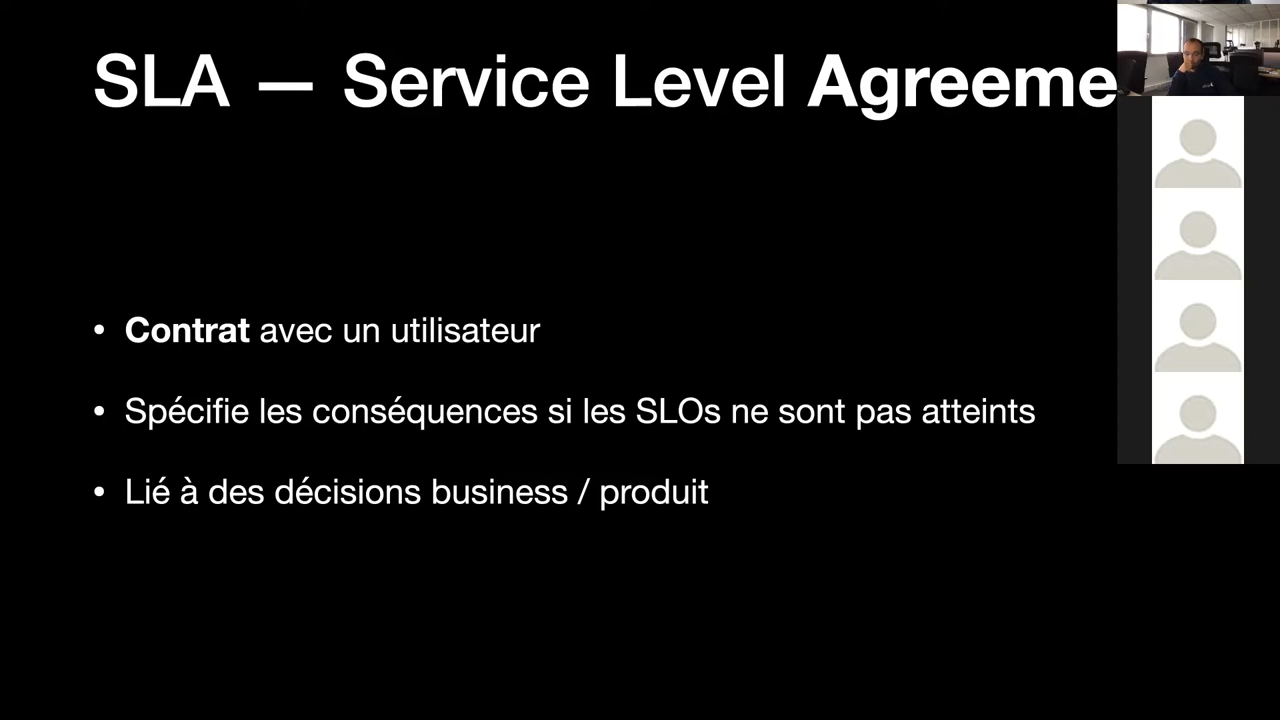 SLA — Service Level Agreeme
• Contrat avec un utilisateur
• Spécifie les conséquences si les SLOs ne sont pas atteints
• Lié à des décisions business / produit